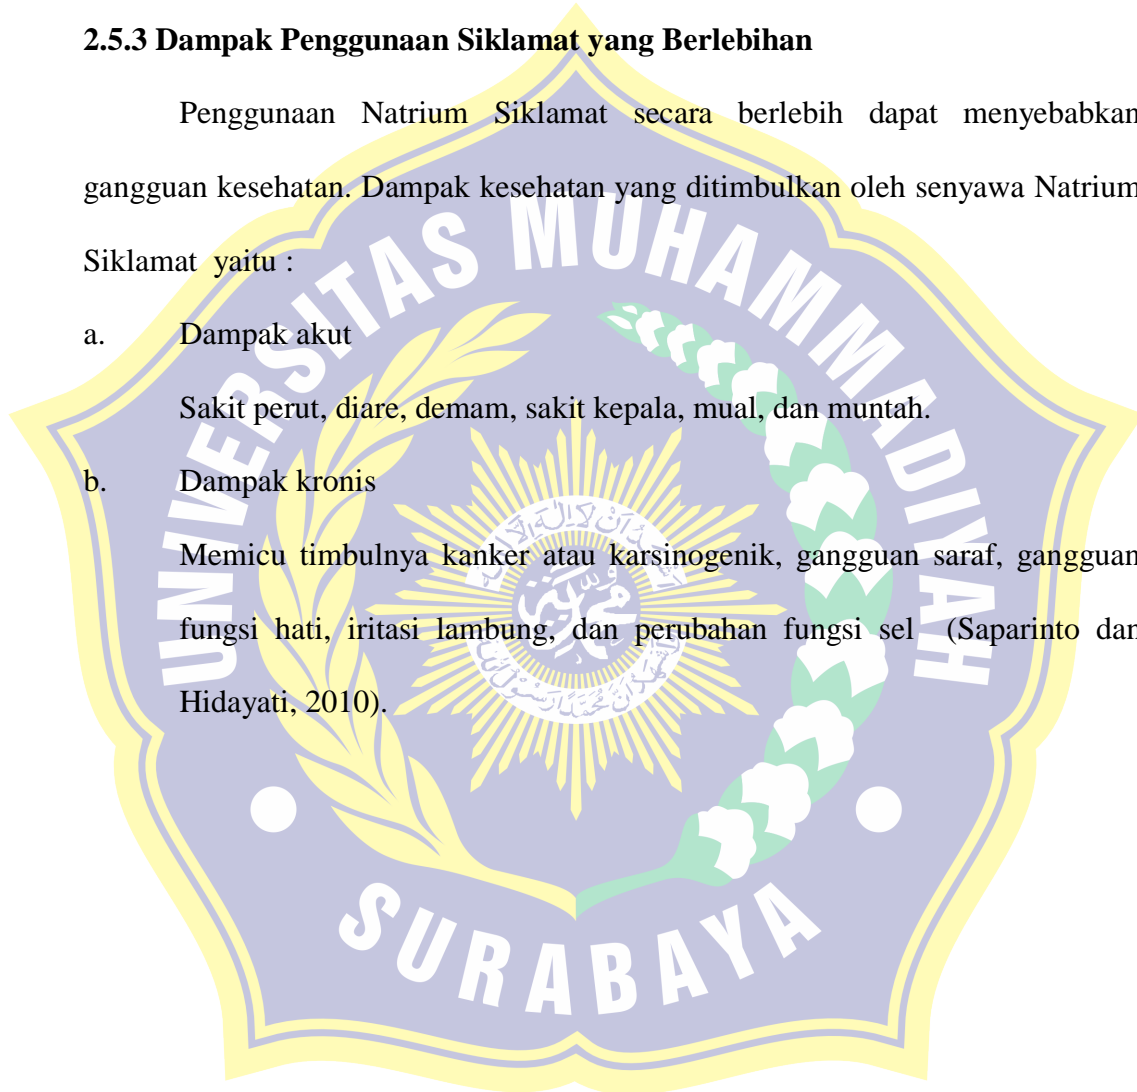 2.5.3 Dampak Penggunaan Siklamat yang Berlebihan
Penggunaan Natrium Siklamat secara berlebih dapat menyebabkan
gangguan kesehatan. Dampak kesehatan yang ditimbulkan oleh senyawa Natrium
Siklamat yaitu :
a. Dampak akut
Sakit perut, diare, demam, sakit kepala, mual, dan muntah.
b. Dampak kronis
Memicu timbulnya kanker atau karsinogenik, gangguan saraf, gangguan
fungsi hati, iritasi lambung, dan perubahan fungsi sel (Saparinto dan
Hidayati, 2010).
UNIVERSITAS MUHAMMADIYAH
SURABAYA